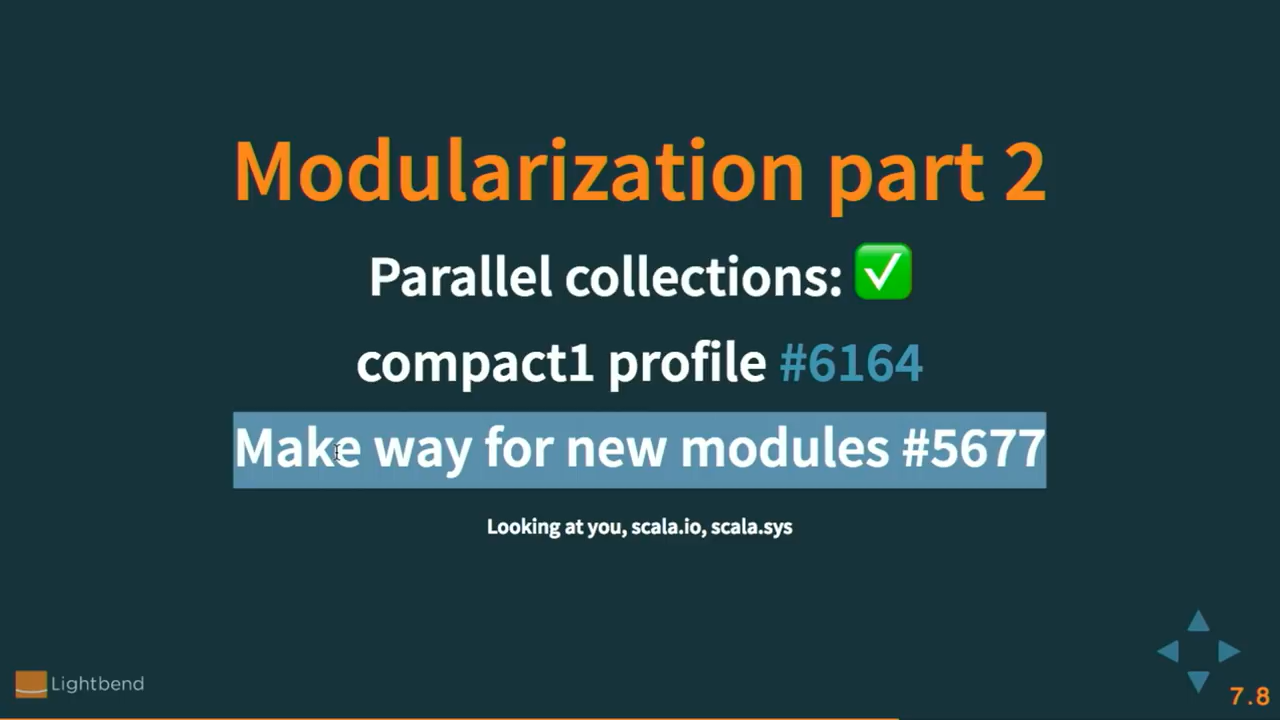 Modularization part 2
Parallel collections: ✅
compact1 profile #6164
Make way for new modules #5677
Looking at you, scala.io, scala.sys
Lightbend
7.8